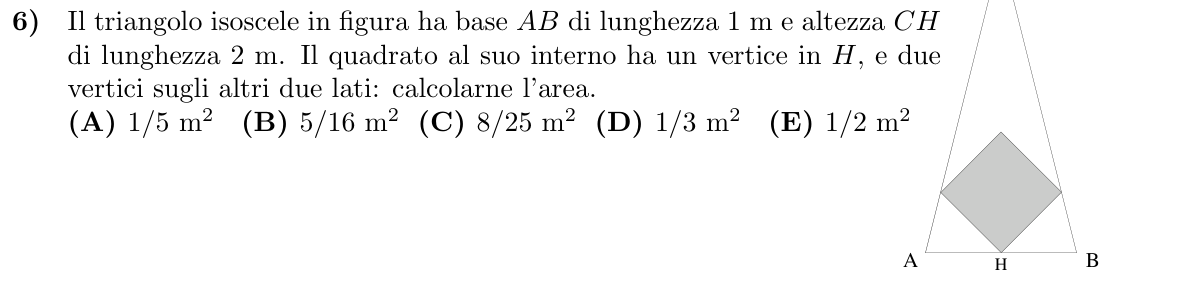 6) Il triangolo isoscele in figura ha base AB di lunghezza 1 m e altezza CH
di lunghezza 2 m. Il quadrato al suo interno ha un vertice in H, e due
vertici sugli altri due lati: calcolarne l'area.
(A) 1/5 m² (B) 5/16 m² (C) 8/25 m² (D) 1/3 m² (E) 1/2 m²
A H B